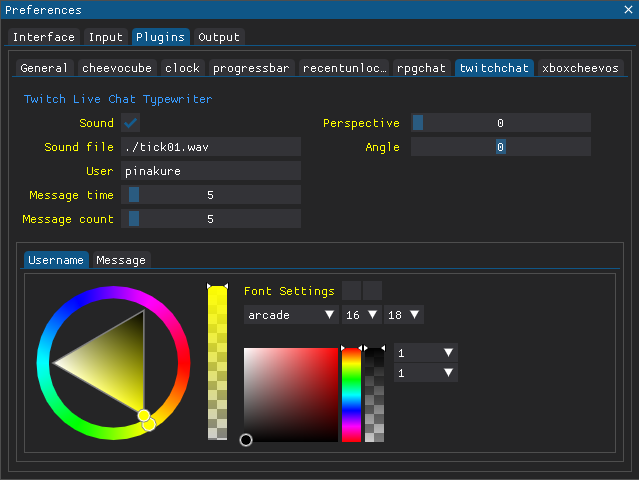 Preferences
Interface Input Plugins Output
General cheevocube clock progressbar recentunloc… rpgchat twitchchat xboxcheevos
Twitch Live Chat Typewriter
Sound Perspective 0
Sound file ./tick01.wav Angle 0
User pinakure
Message time 5
Message count 5
Username Message
Font Settings
arcade 16 18
1
1